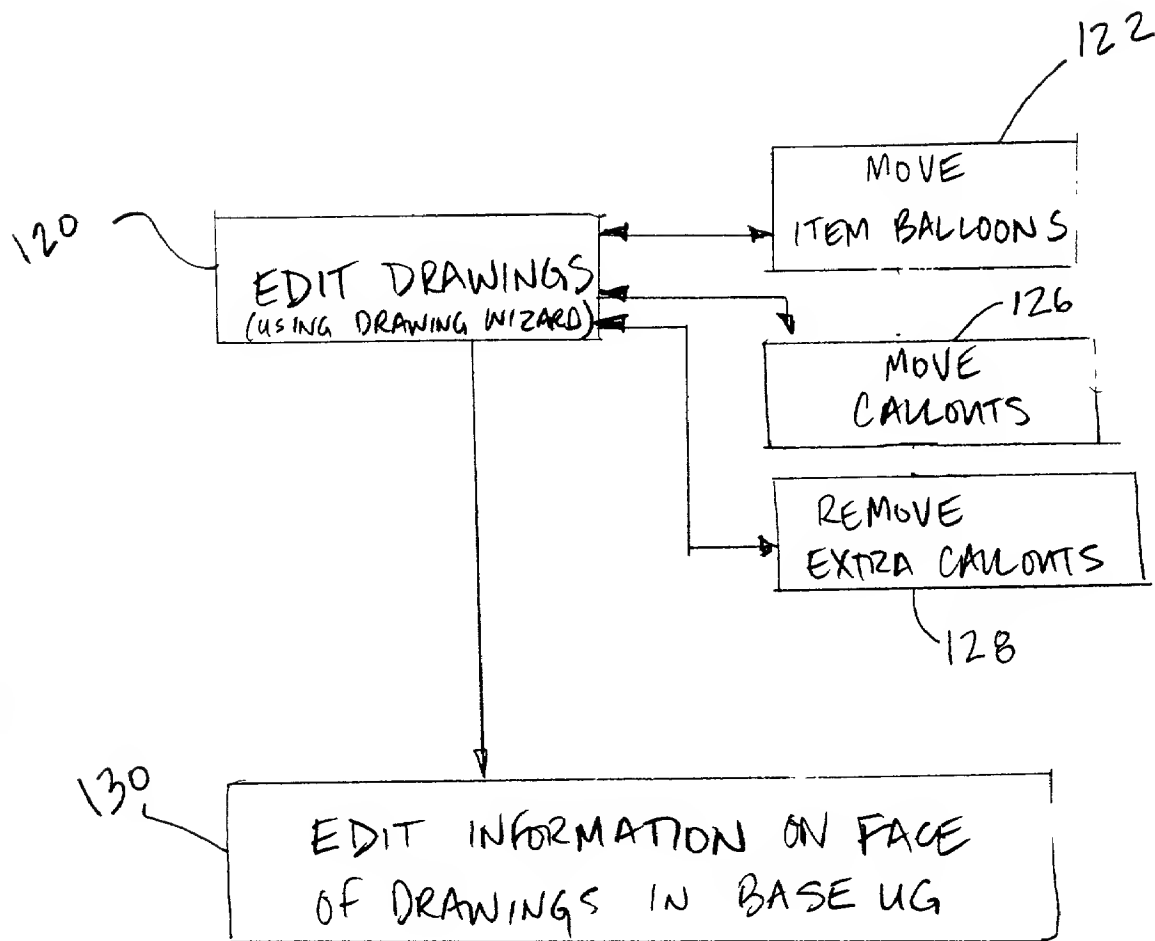 122
MOVE
ITEM BALLOONS
120
EDIT DRAWINGS
(USING DRAWING WIZARD)
126
MOVE
CALLOUTS
REMOVE
EXTRA CALLOUTS
128
130
EDIT INFORMATION ON FACE
OF DRAWINGS IN BASE UG